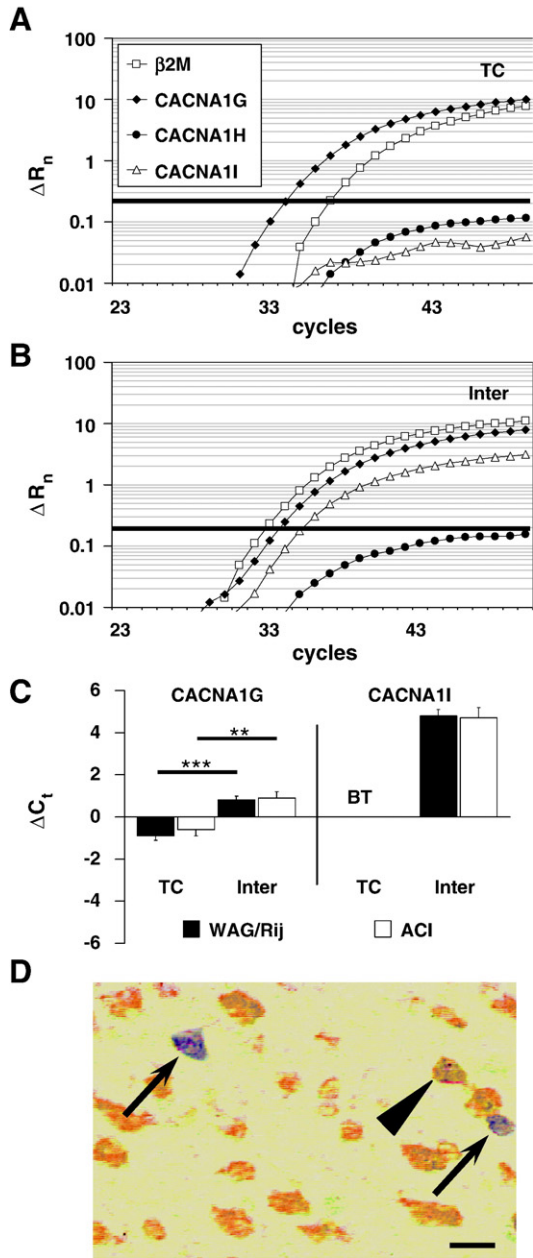 A
100
10
1
0.1
0.01
ΔRn
β2M
CACNA1G
CACNA1H
CACNA1I
TC
23 33 43
cycles
B
100
10
1
0.1
0.01
ΔRn
Inter
23 33 43
cycles
C
6
4
2
0
-2
-4
-6
ΔCt
CACNA1G CACNA1I
***
**
BT
TC Inter TC Inter
WAG/Rij ACI
D